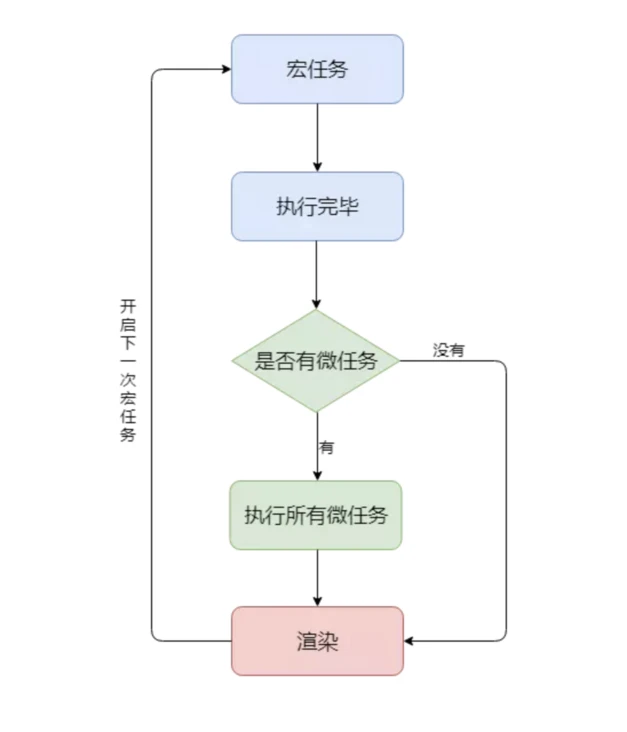 宏任务
执行完毕
开启下一次宏任务
是否有微任务
没有
有
执行所有微任务
渲染